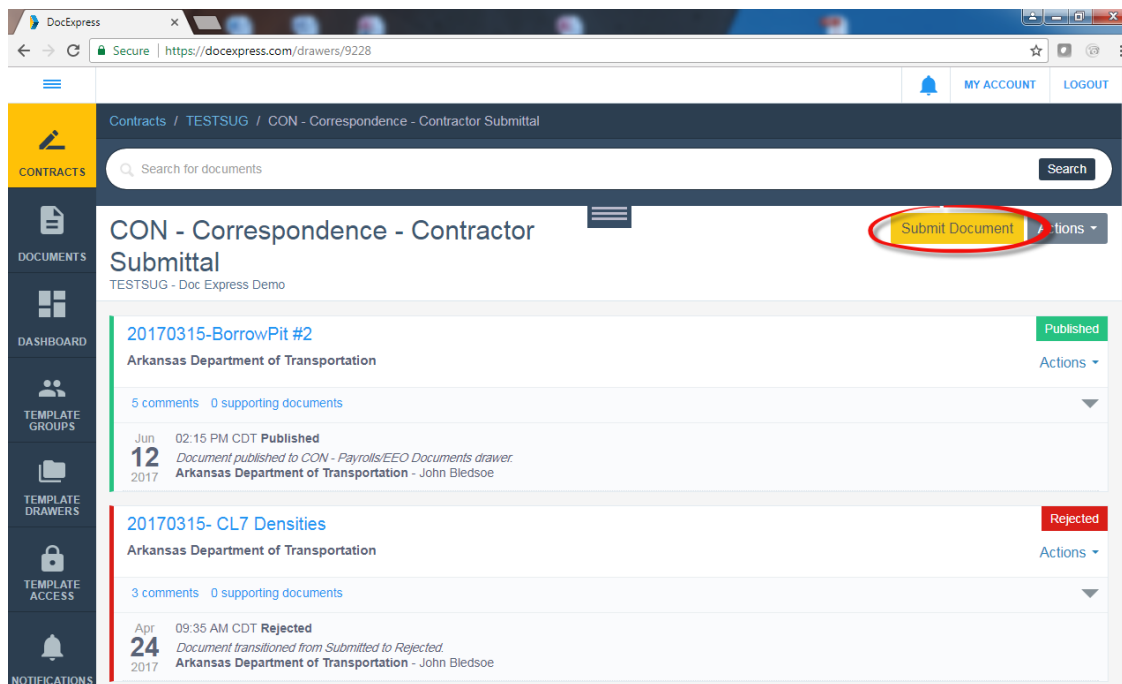 DocExpress
Secure | https://docexpress.com/drawers/9228
MY ACCOUNT
LOGOUT
Contracts / TESTSUG / CON - Correspondence - Contractor Submittal
CONTRACTS
Search for documents
Search
DOCUMENTS
CON - Correspondence - Contractor
Submittal
TESTSUG - Doc Express Demo
Submit Document
Actions
DASHBOARD
20170315-BorrowPit #2
Published
Arkansas Department of Transportation
Actions
TEMPLATE
GROUPS
5 comments 0 supporting documents
Jun
12
2017
02:15 PM CDT Published
Document published to CON - Payrolls/EEO Documents drawer.
Arkansas Department of Transportation - John Bledsoe
TEMPLATE
DRAWERS
20170315- CL7 Densities
Rejected
Arkansas Department of Transportation
Actions
TEMPLATE
ACCESS
3 comments 0 supporting documents
Apr
24
2017
09:35 AM CDT Rejected
Document transitioned from Submitted to Rejected.
Arkansas Department of Transportation - John Bledsoe
NOTIFICATIONS